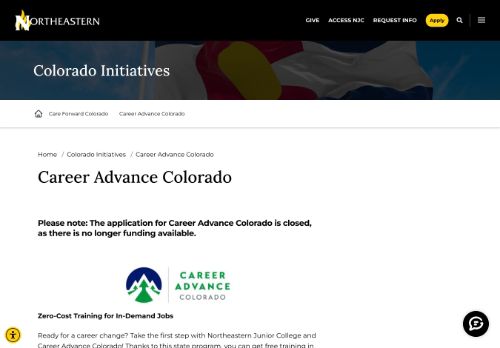 NORTHEASTERN
GIVE ACCESS NJC REQUEST INFO Apply
Colorado Initiatives
Care Forward Colorado Career Advance Colorado
Home / Colorado Initiatives / Career Advance Colorado
Career Advance Colorado
Please note: The application for Career Advance Colorado is closed,
as there is no longer funding available.
CAREER
ADVANCE
COLORADO
Zero-Cost Training for In-Demand Jobs
Ready for a career change? Take the first step with Northeastern Junior College and
Career Advance Colorado! Thanks to this state program, you can get free training in